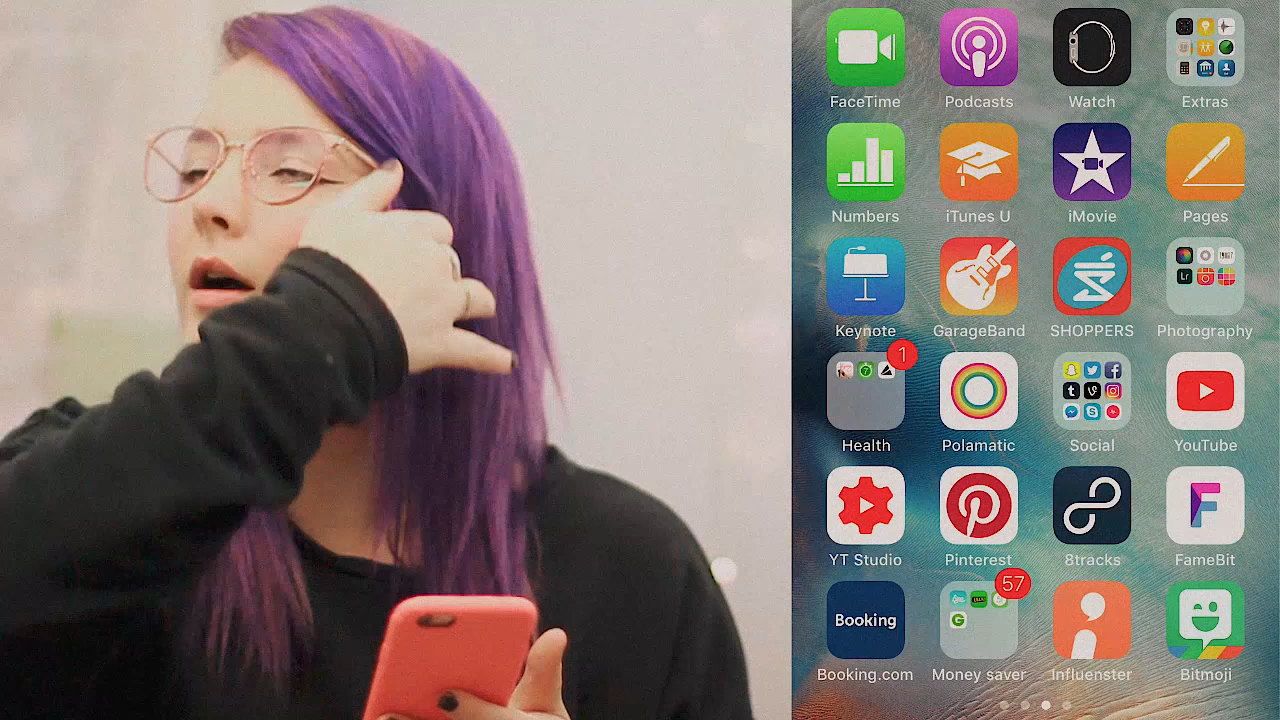 FaceTime Podcasts Watch Extras
Numbers iTunes U iMovie Pages
Keynote GarageBand SHOPPERS Photography
1
Health Polamatic Social YouTube
YT Studio Pinterest 8tracks FameBit
57
Booking
Booking.com Money saver Influenster Bitmoji